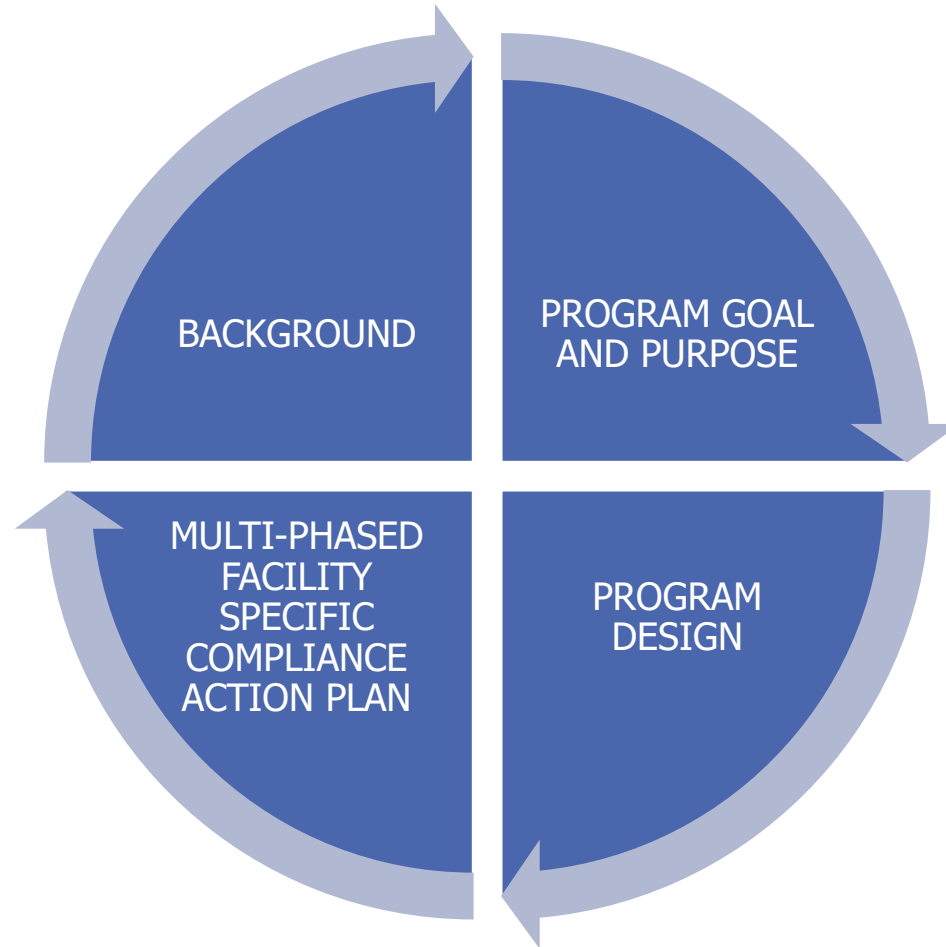 BACKGROUND
PROGRAM GOAL
AND PURPOSE
PROGRAM
DESIGN
MULTI-PHASED
FACILITY
SPECIFIC
COMPLIANCE
ACTION PLAN